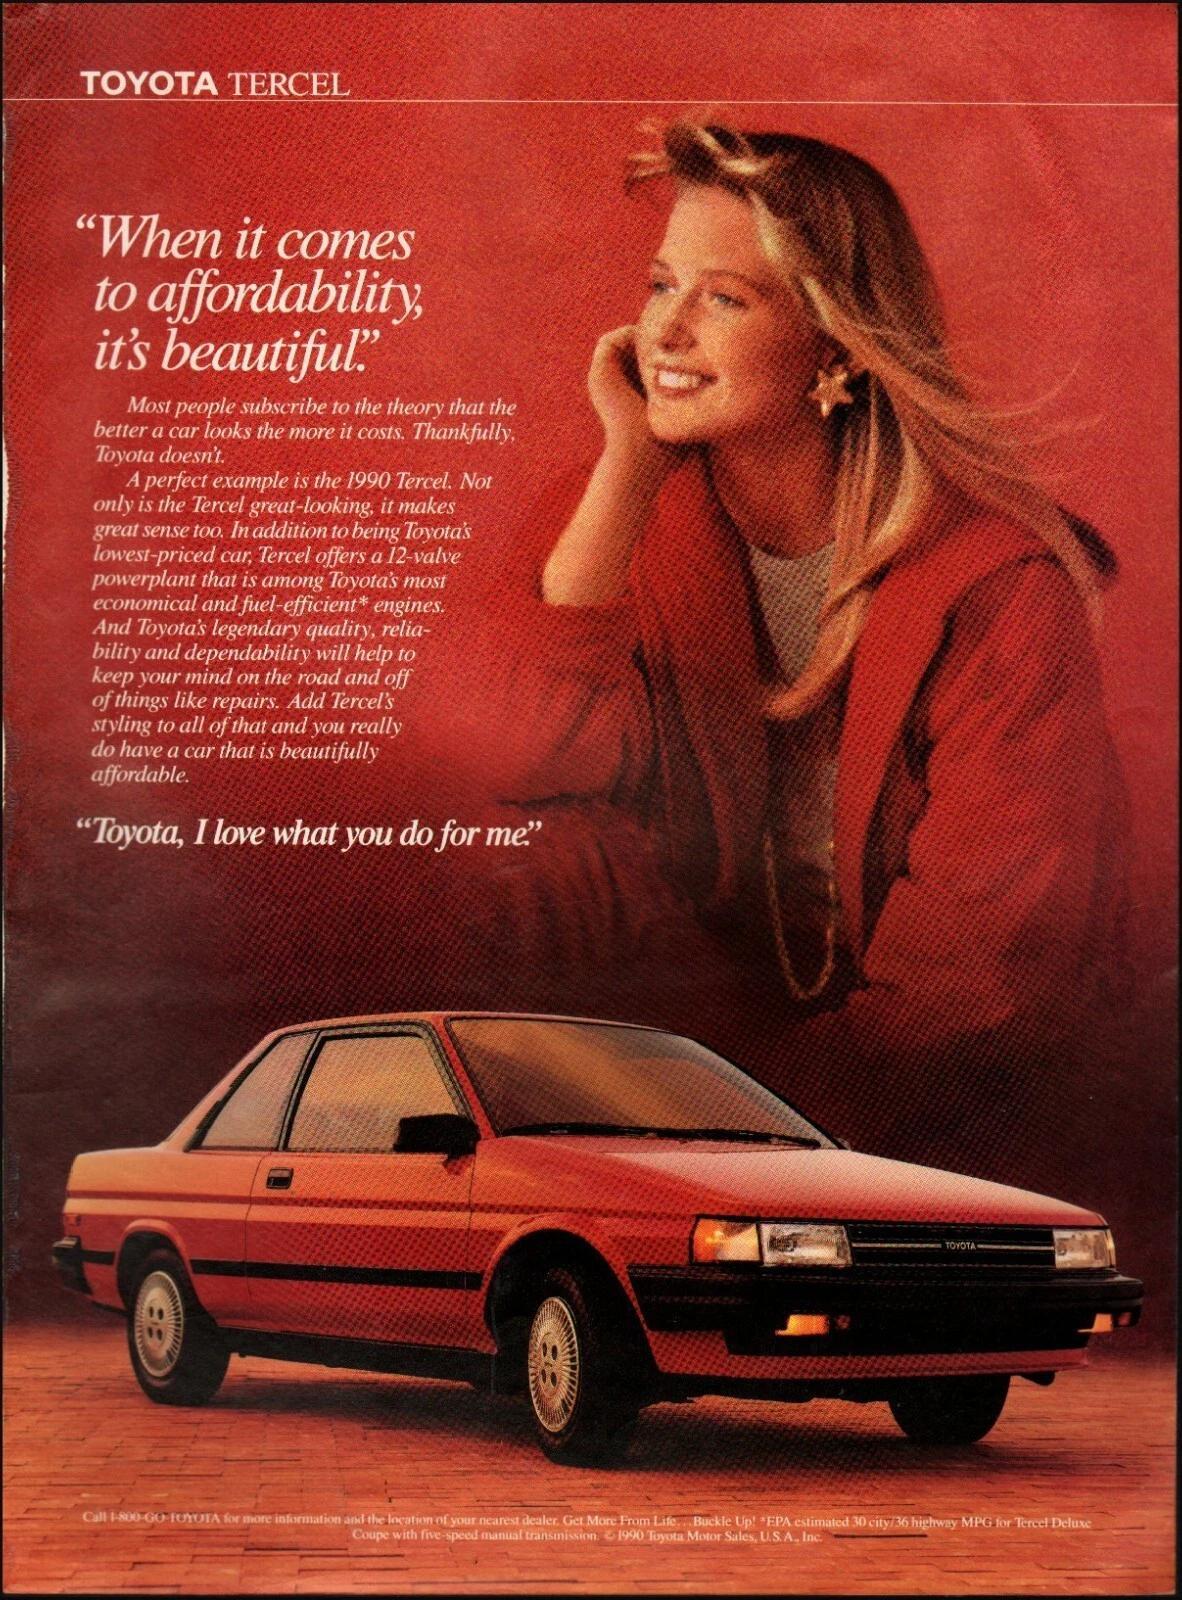 TOYOTA TERCEL
“When it comes
to affordability,
it’s beautiful.”
Most people subscribe to the theory that the
better a car looks the more it costs. Thankfully,
Toyota doesn’t.
A perfect example is the 1990 Tercel. Not
only is the Tercel great-looking, it makes
great sense too. In addition to being Toyota’s
lowest-priced car, Tercel offers a 12-valve
powerplant that is among Toyota’s most
economical and fuel-efficient* engines.
And Toyota’s legendary quality, relia-
bility and dependability will help to
keep your mind on the road and off
of things like repairs. Add Tercel’s
styling to all of that and you really
do have a car that is beautifully
affordable.
“Toyota, I love what you do for me.”
TOYOTA
Call 1-800-GO-TOYOTA for more information and the location of your nearest dealer. Get More From Life... Buckle Up! *EPA estimated 30 city/36 highway MPG for Tercel Deluxe
Coupe with five-speed manual transmission. © 1990 Toyota Motor Sales, U.S.A., Inc.